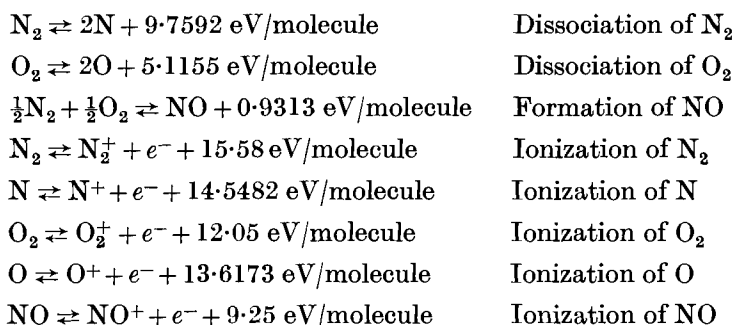 N₂ ⇄ 2N + 9·7592 eV/molecule Dissociation of N₂
O₂ ⇄ 2O + 5·1155 eV/molecule Dissociation of O₂
½N₂ + ½O₂ ⇄ NO + 0·9313 eV/molecule Formation of NO
N₂ ⇄ N₂⁺ + e⁻ + 15·58 eV/molecule Ionization of N₂
N ⇄ N⁺ + e⁻ + 14·5482 eV/molecule Ionization of N
O₂ ⇄ O₂⁺ + e⁻ + 12·05 eV/molecule Ionization of O₂
O ⇄ O⁺ + e⁻ + 13·6173 eV/molecule Ionization of O
NO ⇄ NO⁺ + e⁻ + 9·25 eV/molecule Ionization of NO